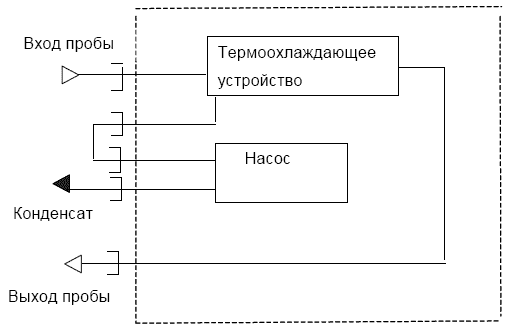 Вход пробы
Термоохлаждающее
устройство
Насос
Конденсат
Выход пробы